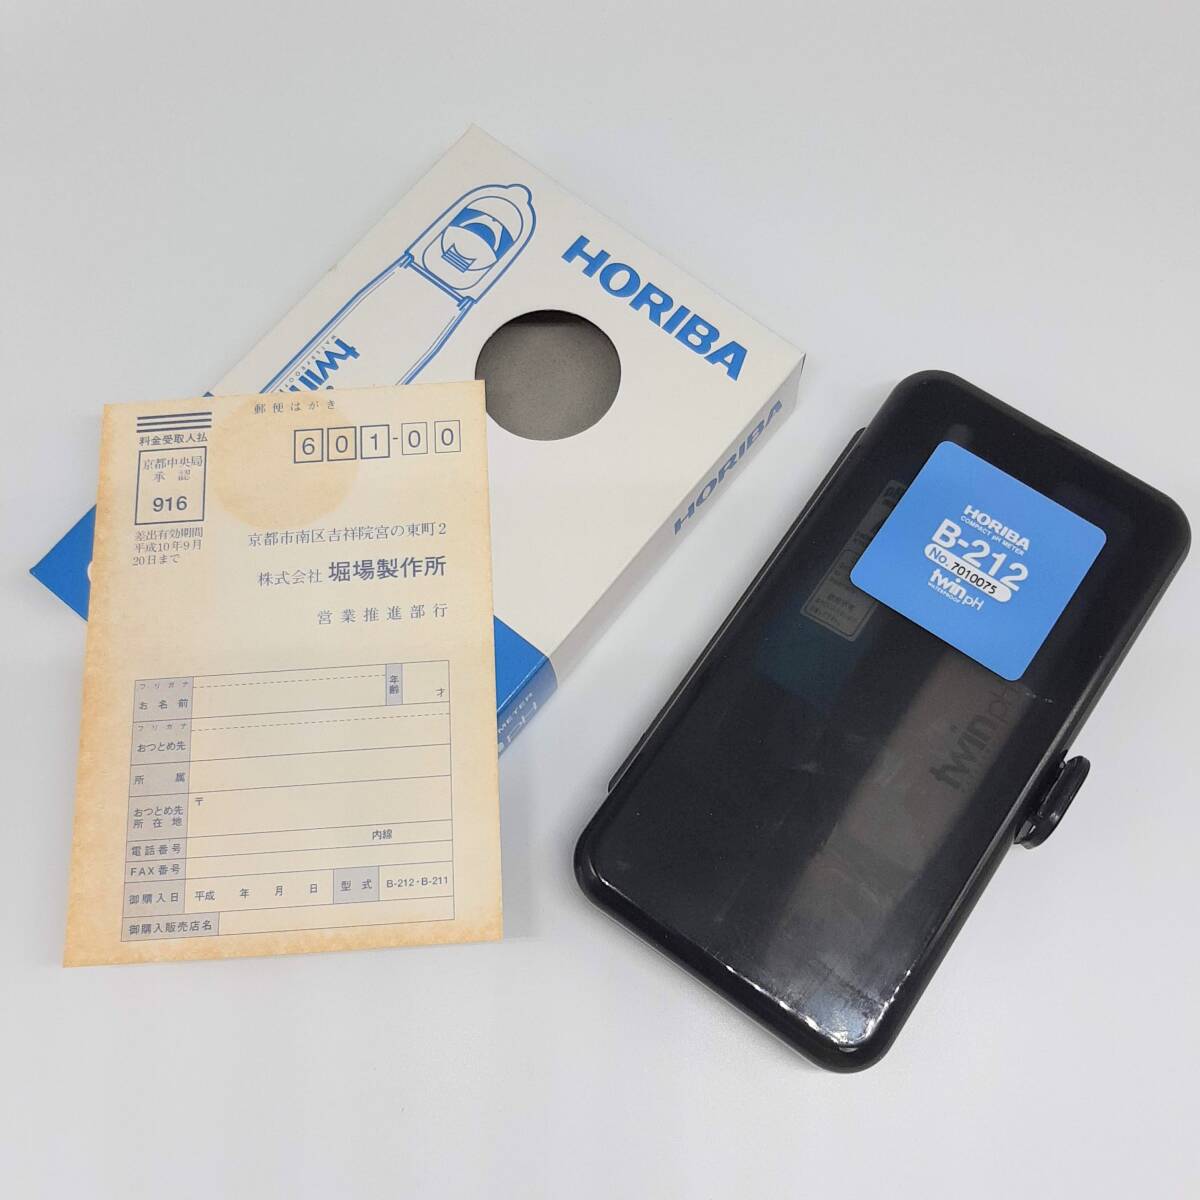 HORIBA
twin
HORIBA
METER
pH
郵便はがき
料金受取人払
京都中央局
承認
916
差出有効期間
平成10年9月
20日まで
601-00
京都市南区吉祥院宮の東町2
株式会社 堀場製作所
営業推進部行
フリガナ
お名前
年齢
才
フリガナ
おつとめ先
所属
おつとめ先
所在地
〒
電話番号
内線
FAX番号
御購入日 平成 年 月 日 型式 B-212・B-211
御購入販売店名
HORIBA
COMPACT pH METER
B-212
No. 7010075
twin pH
WATERPROOF
twin pH